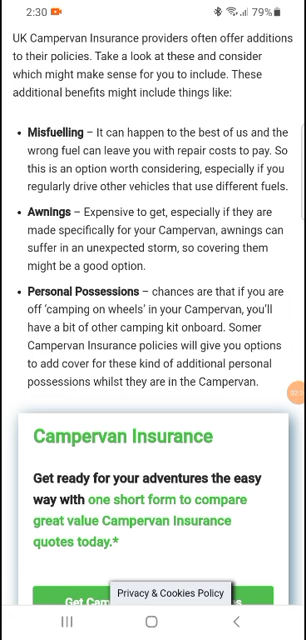 2:30 79%
UK Campervan Insurance providers often offer additions
to their policies. Take a look at these and consider
which might make sense for you to include. These
additional benefits might include things like:
• Misfuelling – It can happen to the best of us and the
wrong fuel can leave you with repair costs to pay. So
this is an option worth considering, especially if you
regularly drive other vehicles that use different fuels.
• Awnings – Expensive to get, especially if they are
made specifically for your Campervan, awnings can
suffer in an unexpected storm, so covering them
might be a good option.
• Personal Possessions – chances are that if you are
off ‘camping on wheels’ in your Campervan, you’ll
have a bit of other camping kit onboard. Somer
Campervan Insurance policies will give you options
to add cover for these kind of additional personal
possessions whilst they are in the Campervan.
Campervan Insurance
Get ready for your adventures the easy
way with one short form to compare
great value Campervan Insurance
quotes today.*
Privacy & Cookies Policy
Get Cam